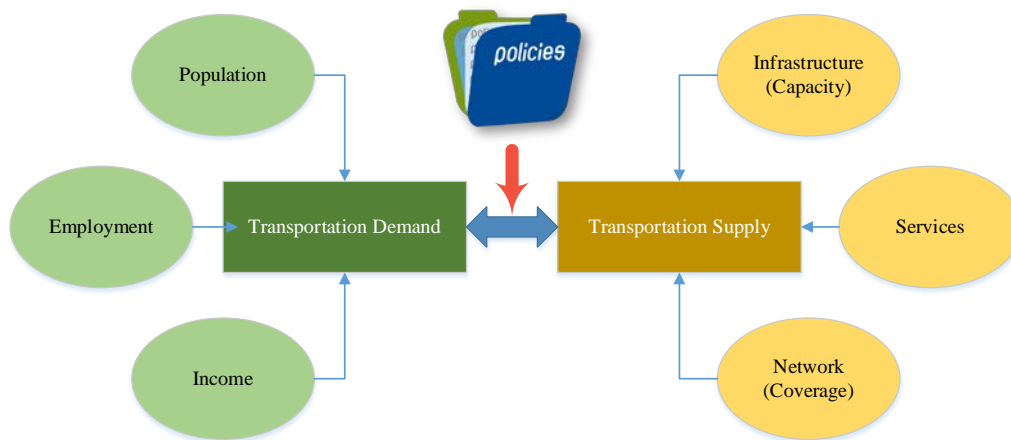 policies
Population
Infrastructure
(Capacity)
Employment
Transportation Demand
Transportation Supply
Services
Income
Network
(Coverage)